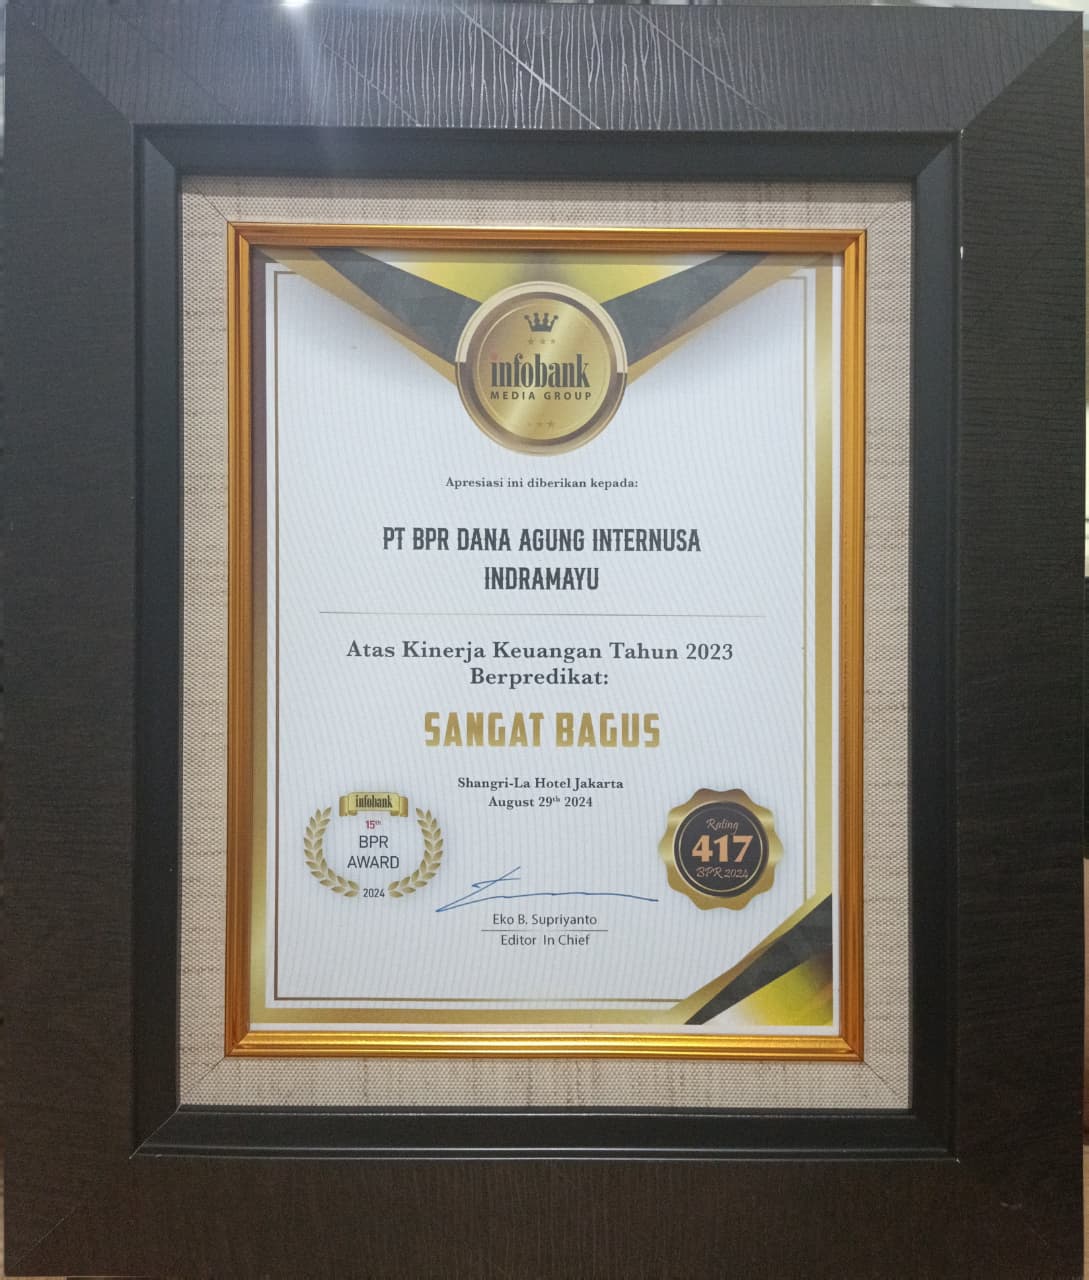 infobank
MEDIA GROUP
Apresiasi ini diberikan kepada:
PT BPR DANA AGUNG INTERNUSA
INDRAMAYU
Atas Kinerja Keuangan Tahun 2023
Berpredikat:
SANGAT BAGUS
Shangri-La Hotel Jakarta
August 29th 2024
infobank
15th
BPR
AWARD
2024
Rating
417
BPR 2024
Eko B. Supriyanto
Editor In Chief